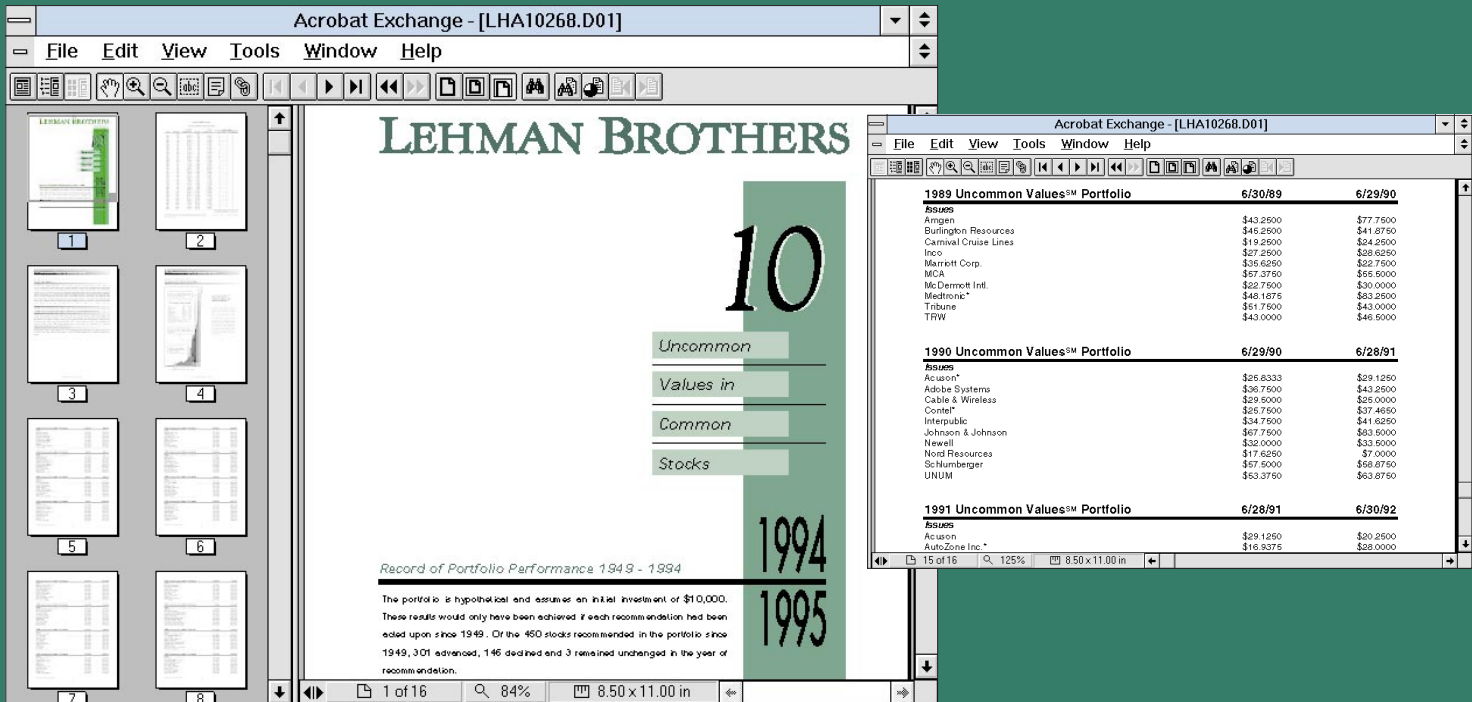 Acrobat Exchange - [LHA10268.D01]
File Edit View Tools Window Help
abc
LEHMAN BROTHERS
1
2
3
4
5
6
7
8
LEHMAN BROTHERS
10
Uncommon
Values in
Common
Stocks
1994
1995
Record of Portfolio Performance 1949 - 1994
The portfolio is hypothetical and assumes an initial investment of $10,000.
These results would only have been achieved if each recommendation had been
acted upon since 1949. Of the 450 stocks recommended in the portfolio since
1949, 301 advanced, 146 declined and 3 remained unchanged in the year of
recommendation.
1 of 16 84% 8.50 x 11.00 in
Acrobat Exchange - [LHA10268.D01]
File Edit View Tools Window Help
1989 Uncommon Values℠ Portfolio 6/30/89 6/29/90
Issues
Amgen $43.2500 $77.7500
Burlington Resources $45.2500 $41.8750
Carnival Cruise Lines $19.2500 $24.2500
Inco $27.2500 $28.6250
Marriott Corp. $35.6250 $22.7500
MCA $57.3750 $55.5000
McDermott Intl. $22.7500 $30.0000
Medtronic* $48.1875 $83.2500
Tribune $51.7500 $43.0000
TRW $43.0000 $46.5000
1990 Uncommon Values℠ Portfolio 6/29/90 6/28/91
Issues
Acuson* $25.8333 $29.1250
Adobe Systems $36.7500 $43.2500
Cable & Wireless $29.5000 $25.0000
Contel* $25.7500 $37.4650
Interpublic $34.7500 $41.6250
Johnson & Johnson $67.7500 $83.5000
Newell $32.0000 $33.5000
Nord Resources $17.6250 $7.0000
Schlumberger $57.5000 $58.8750
UNUM $53.3750 $63.8750
1991 Uncommon Values℠ Portfolio 6/28/91 6/30/92
Issues
Acuson $29.1250 $20.2500
AutoZone Inc.* $16.9375 $28.0000
15 of 16 125% 8.50 x 11.00 in